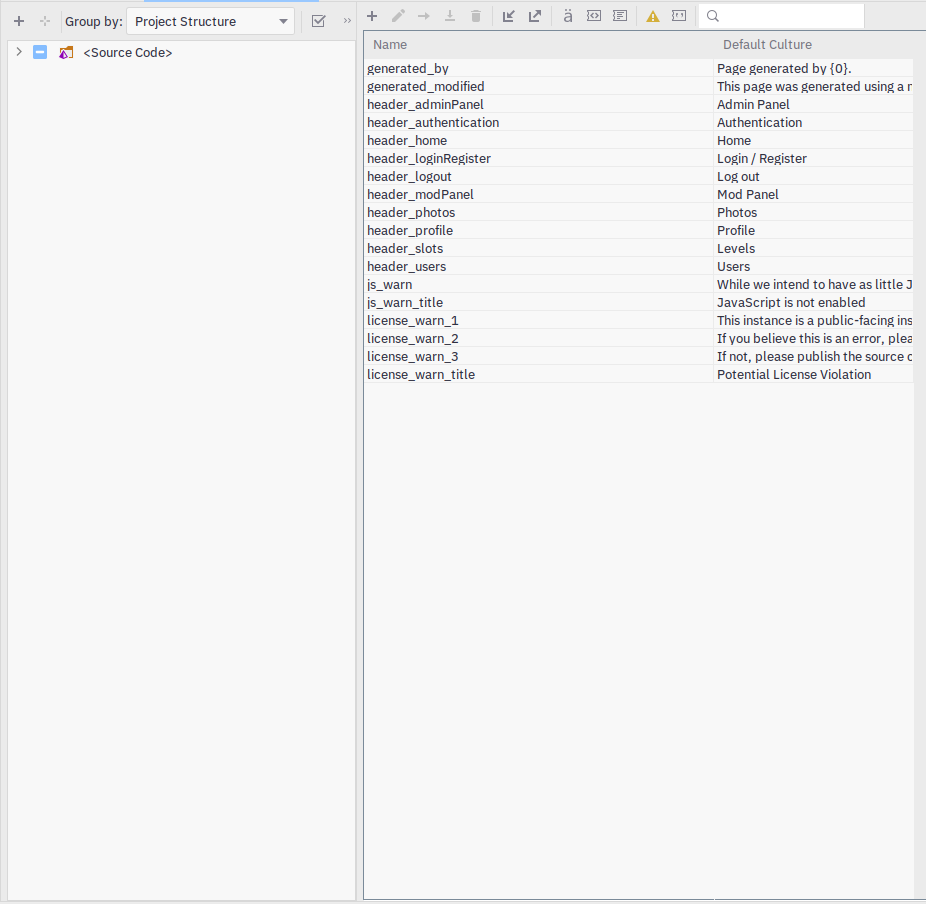 Group by: Project Structure
<Source Code>
ä
Name Default Culture
generated_by Page generated by {0}.
generated_modified This page was generated using a
header_adminPanel Admin Panel
header_authentication Authentication
header_home Home
header_loginRegister Login / Register
header_logout Log out
header_modPanel Mod Panel
header_photos Photos
header_profile Profile
header_slots Levels
header_users Users
js_warn While we intend to have as little J
js_warn_title JavaScript is not enabled
license_warn_1 This instance is a public-facing ins
license_warn_2 If you believe this is an error, plea
license_warn_3 If not, please publish the source
license_warn_title Potential License Violation